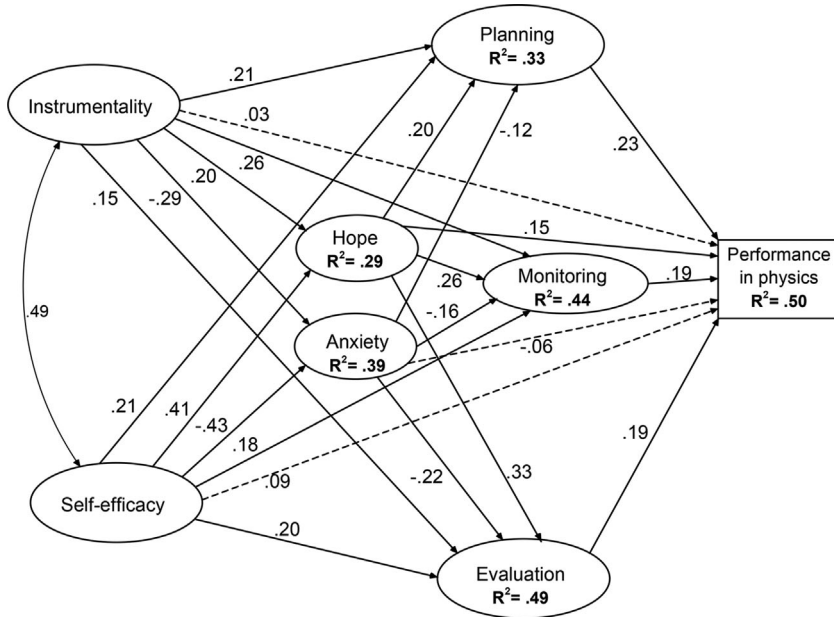 Planning
R²= .33
.21
Instrumentality
.03
.20
-.12
.23
.26
.20
-.29
.15
Hope
R²= .29
.15
Performance
in physics
R²= .50
Monitoring
R²= .44
.19
.26
-.16
.49
Anxiety
R²= .39
-.06
.21
.41
-.43
.18
.19
Self-efficacy
.09
-.22
.33
.20
Evaluation
R²= .49